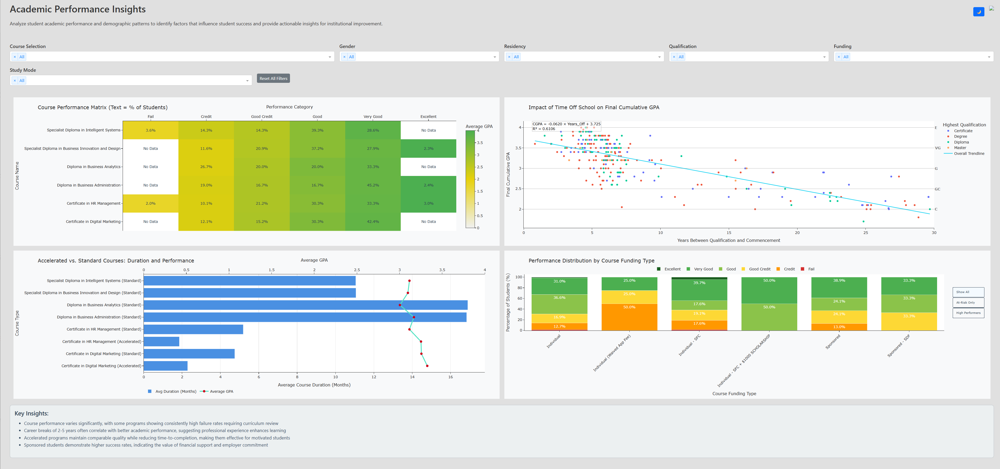 Academic Performance Insights
Analyze student academic performance and demographic patterns to identify factors that influence student success and provide actionable insights for institutional improvement.
Course Selection
× All
Gender
× All
Residency
× All
Qualification
× All
Funding
× All
Study Mode
× All
Reset All Filters
Course Performance Matrix (Text = % of Students)
Performance Category
Fail Credit Good Credit Good Very Good Excellent
Course Name
Specialist Diploma in Intelligent Systems 3.6% 14.3% 14.3% 39.3% 28.6% No Data
Specialist Diploma in Business Innovation and Design No Data 11.6% 20.9% 37.2% 27.9% 2.3%
Diploma in Business Analytics No Data 26.7% 20.0% 20.0% 33.3% No Data
Diploma in Business Administration No Data 19.0% 16.7% 16.7% 45.2% 2.4%
Certificate in HR Management 2.0% 10.1% 21.2% 30.3% 33.3% 3.0%
Certificate in Digital Marketing No Data 12.1% 15.2% 30.3% 42.4% No Data
Average GPA
4
3.5
3
2.5
2
1.5
1
0.5
0
Impact of Time Off School on Final Cumulative GPA
CGPA = -0.0620 × Years_Off + 3.725
R² = 0.6106
Final Cumulative GPA
4
3.5
3
2.5
2
E
VG
G
GC
C
0 5 10 15 20 25 30
Years Between Qualification and Commencement
Highest Qualification
Certificate
Degree
Diploma
Master
Overall Trendline
Accelerated vs. Standard Courses: Duration and Performance
Average GPA
0 0.5 1 1.5 2 2.5 3 3.5 4
Course Type
Specialist Diploma in Intelligent Systems (Standard)
Specialist Diploma in Business Innovation and Design (Standard)
Diploma in Business Analytics (Standard)
Diploma in Business Administration (Standard)
Certificate in HR Management (Standard)
Certificate in HR Management (Accelerated)
Certificate in Digital Marketing (Standard)
Certificate in Digital Marketing (Accelerated)
0 2 4 6 8 10 12 14 16
Average Course Duration (Months)
Avg Duration (Months) Average GPA
Performance Distribution by Course Funding Type
Excellent Very Good Good Good Credit Credit Fail
Percentage of Students (%)
100
80
60
40
20
0
31.0%
36.6%
16.9%
12.7%
25.0%
25.0%
50.0%
39.7%
17.6%
19.1%
17.6%
50.0%
50.0%
38.9%
24.1%
24.1%
13.0%
33.3%
33.3%
33.3%
Individual
Individual (Waived App Fee)
Individual - SFC
Individual - SFC + $1000 SCHOLARSHIP
Sponsored
Sponsored - SDF
Course Funding Type
Show All
At-Risk Only
High Performers
Key Insights:
• Course performance varies significantly, with some programs showing consistently high failure rates requiring curriculum review
• Career breaks of 2-5 years often correlate with better academic performance, suggesting professional experience enhances learning
• Accelerated programs maintain comparable quality while reducing time-to-completion, making them effective for motivated students
• Sponsored students demonstrate higher success rates, indicating the value of financial support and employer commitment